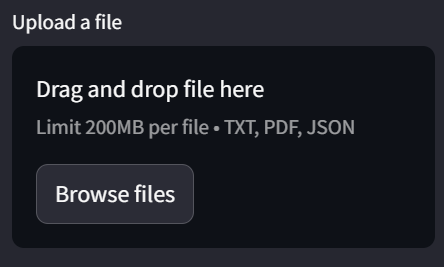 Upload a file
Drag and drop file here
Limit 200MB per file • TXT, PDF, JSON
Browse files